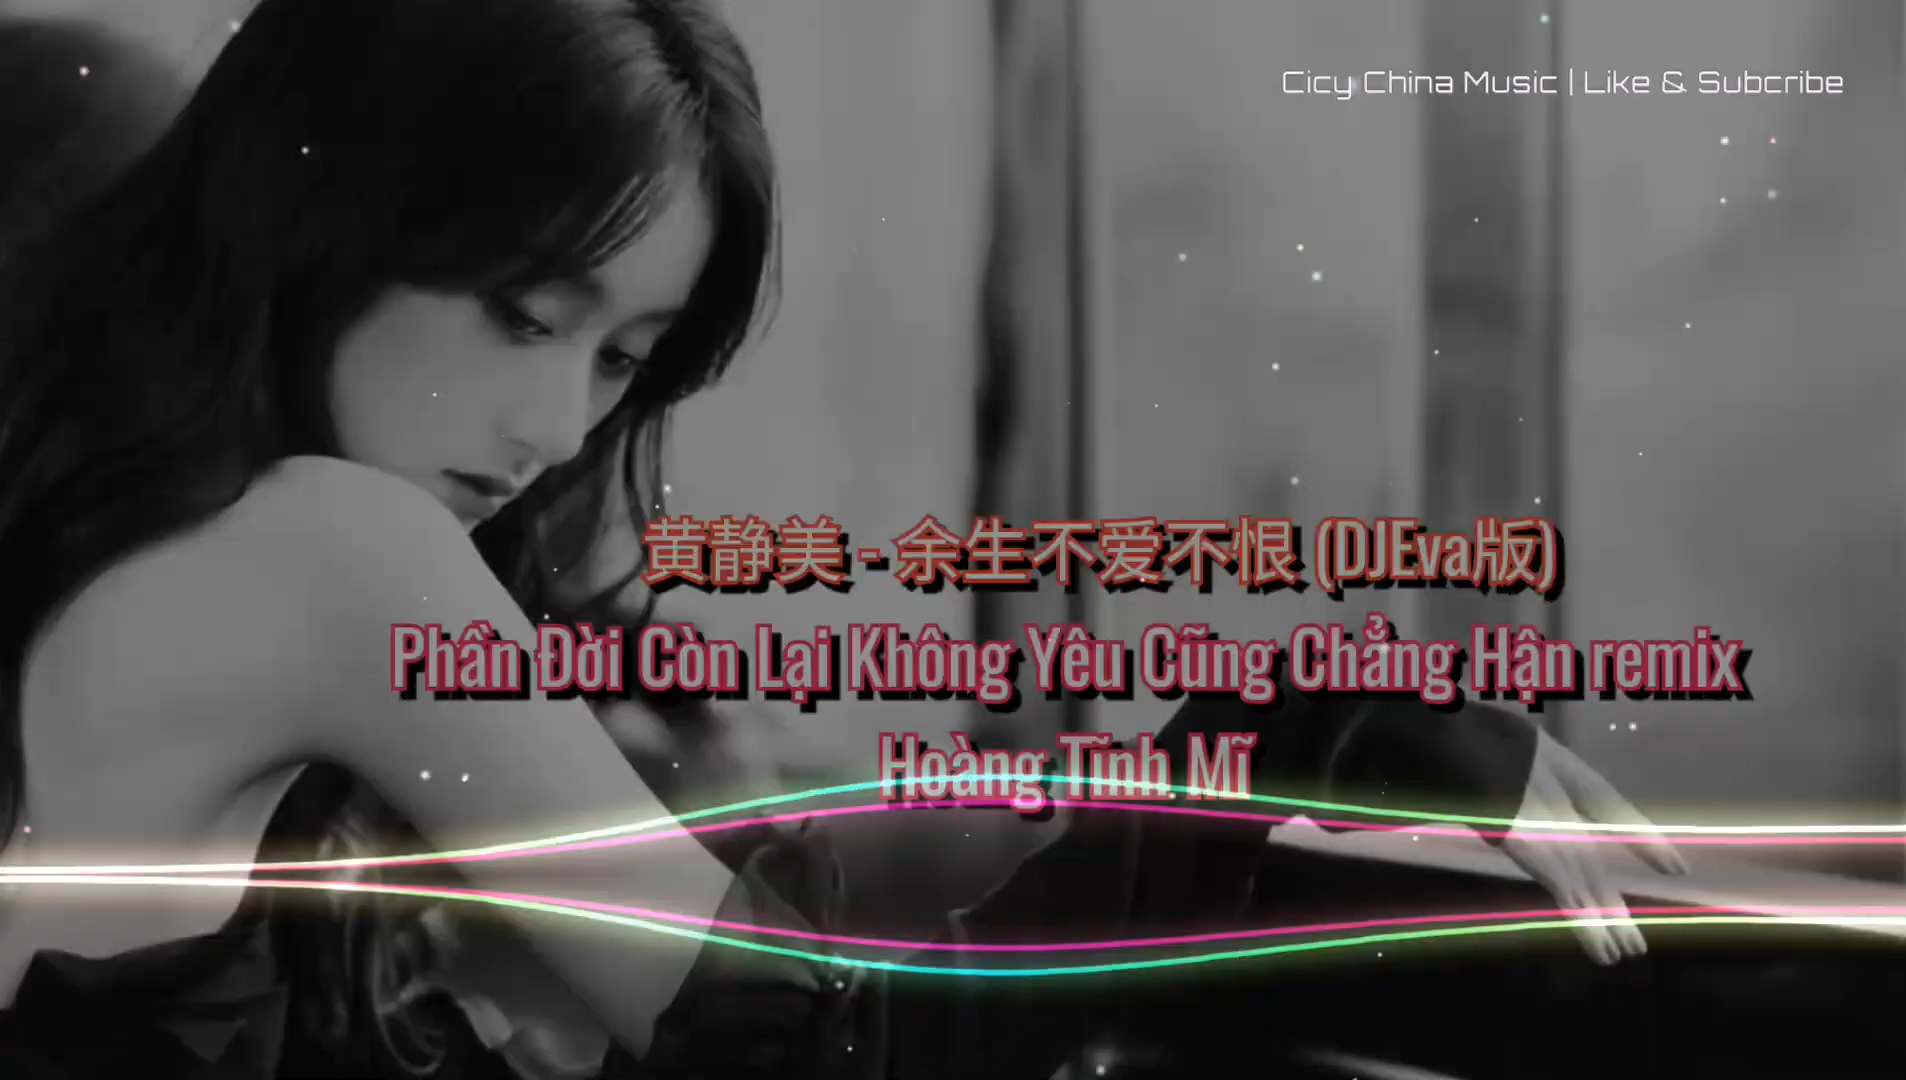 Cicy China Music | Like & Subcribe
黄静美 - 余生不爱不恨 (DJEva版)
Phần Đời Còn Lại Không Yêu Cũng Chẳng Hận remix
Hoàng Tĩnh Mĩ